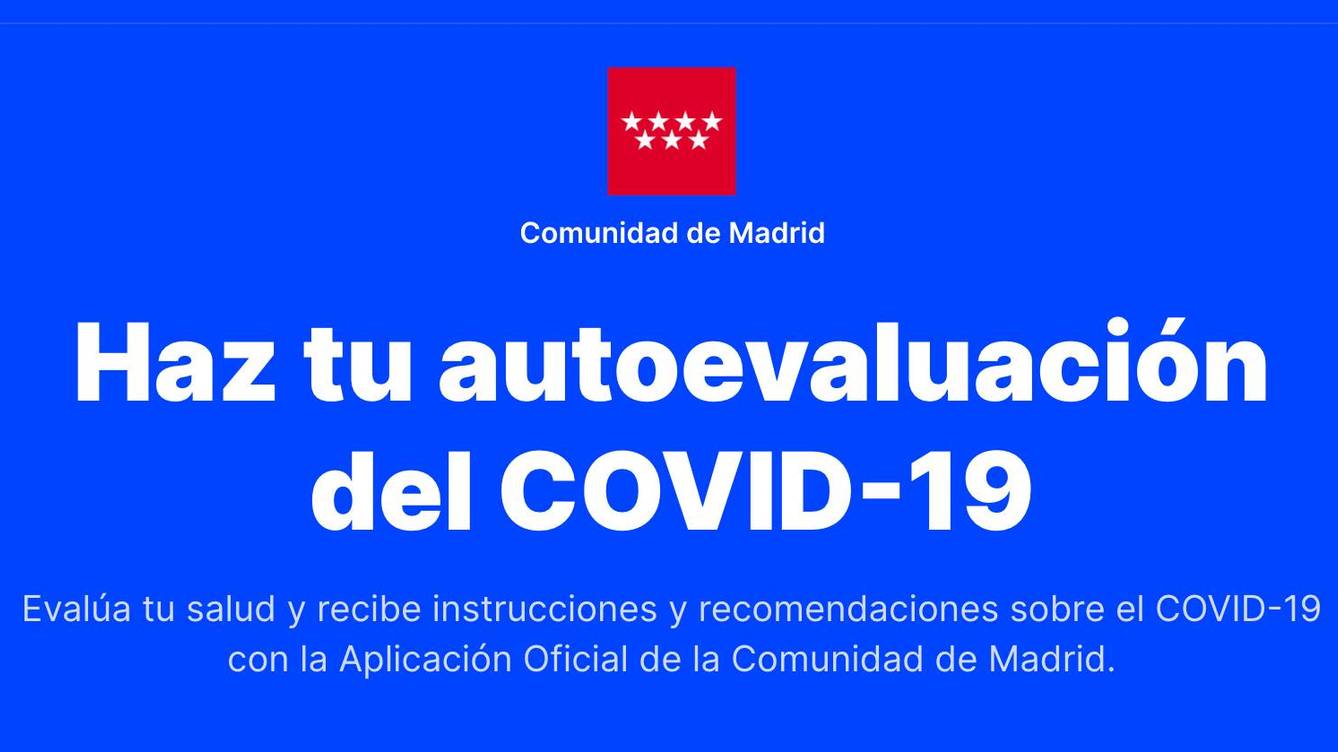 Comunidad de Madrid
Haz tu autoevaluación
del COVID-19
Evalúa tu salud y recibe instrucciones y recomendaciones sobre el COVID-19
con la Aplicación Oficial de la Comunidad de Madrid.